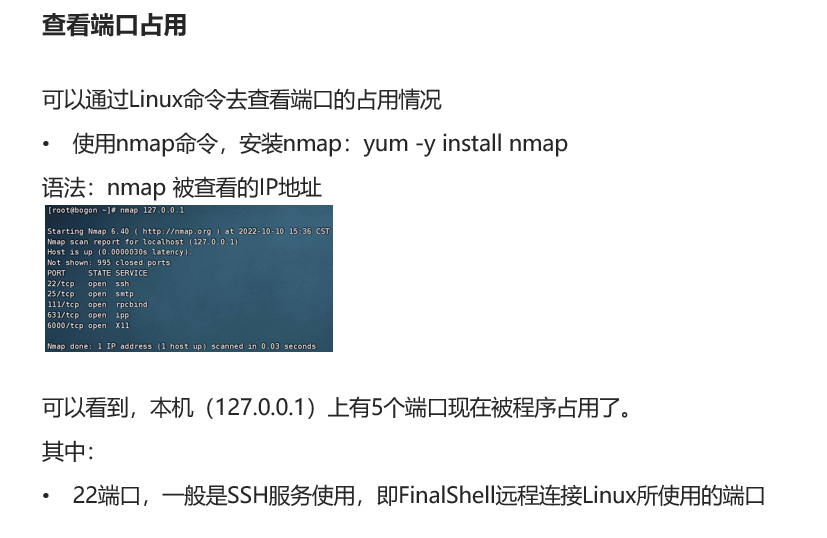 查看端口占用
可以通过Linux命令去查看端口的占用情况
• 使用nmap命令，安装nmap：yum -y install nmap
语法：nmap 被查看的IP地址
[root@bogon ~]# nmap 127.0.0.1
Starting Nmap 6.40 ( http://nmap.org ) at 2022-10-10 15:36 CST
Nmap scan report for localhost (127.0.0.1)
Host is up (0.0000030s latency).
Not shown: 995 closed ports
PORT     STATE SERVICE
22/tcp   open  ssh
25/tcp   open  smtp
111/tcp  open  rpcbind
631/tcp  open  ipp
6000/tcp open  X11
Nmap done: 1 IP address (1 host up) scanned in 0.03 seconds
可以看到，本机（127.0.0.1）上有5个端口现在被程序占用了。
其中：
• 22端口，一般是SSH服务使用，即FinalShell远程连接Linux所使用的端口